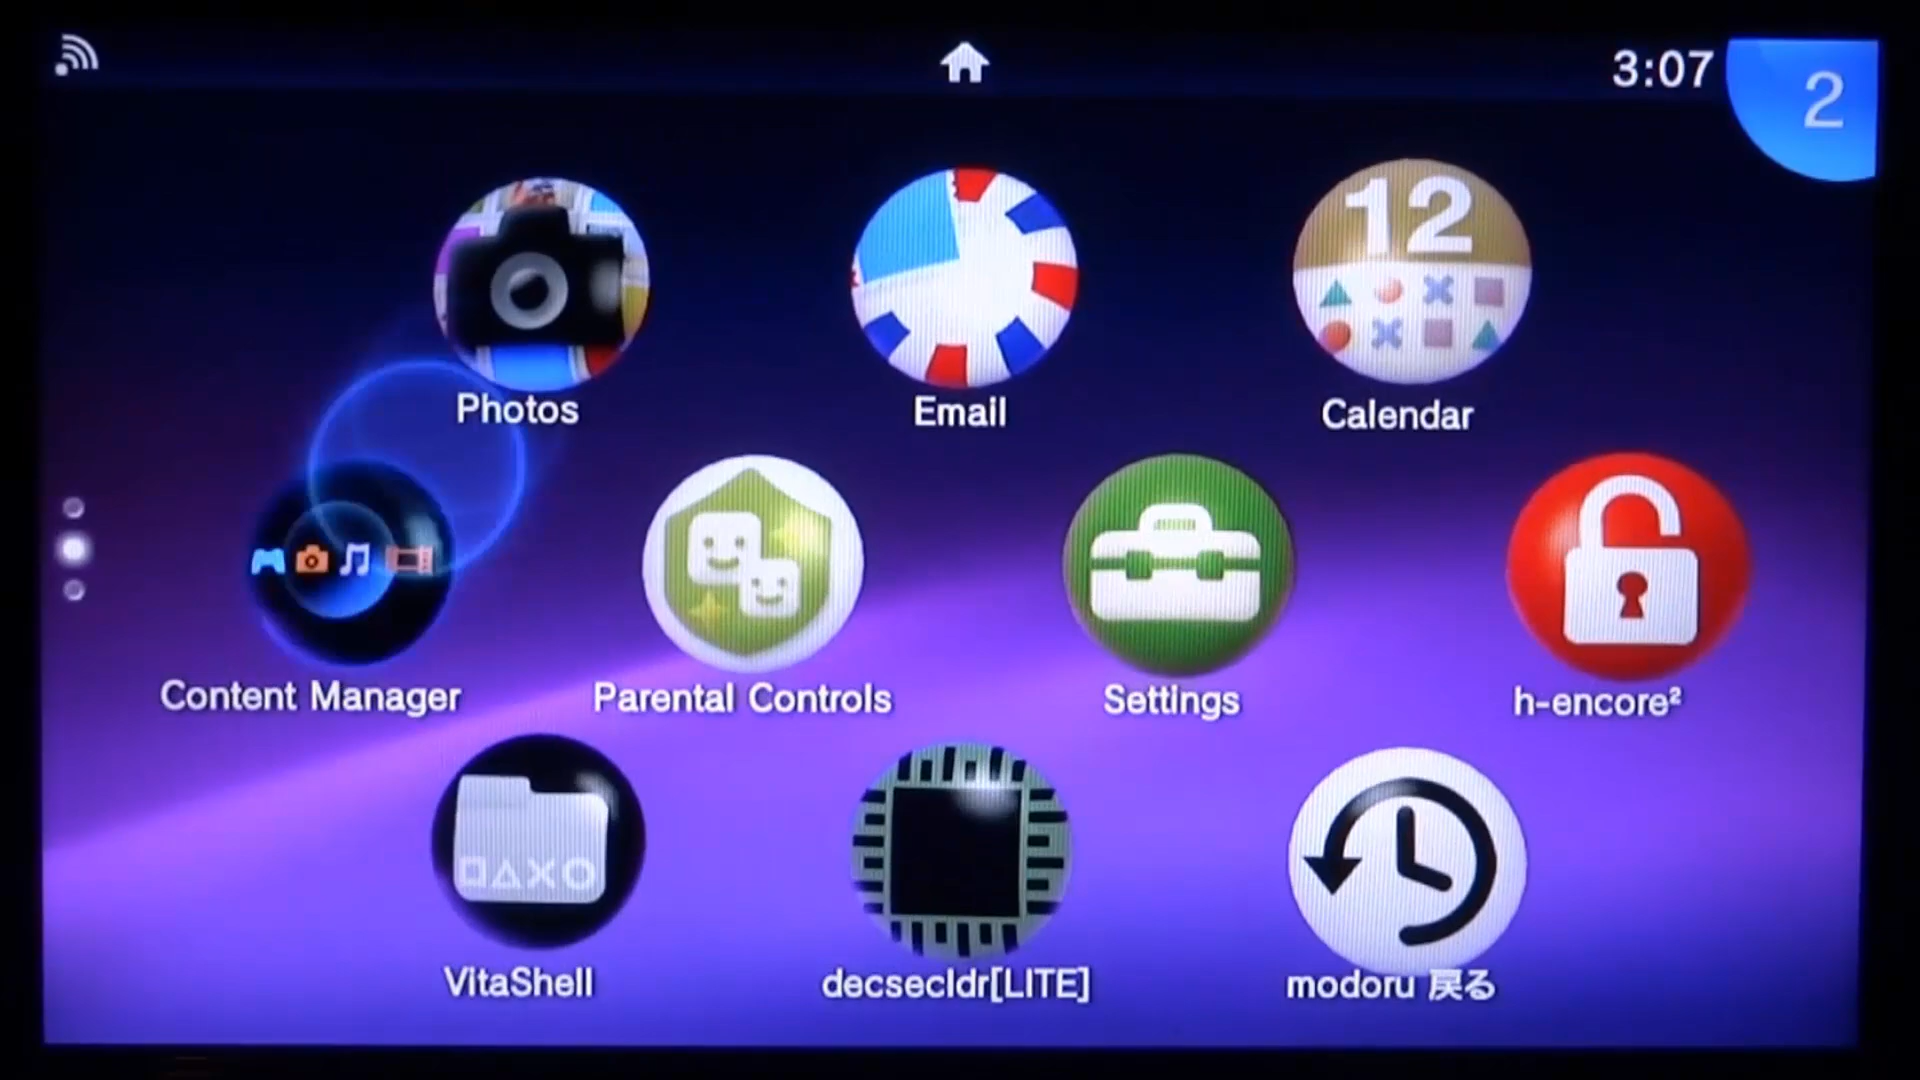 3:07
2
12
Photos
Email
Calendar
Content Manager
Parental Controls
Settings
h-encore²
VitaShell
decsecldr[LITE]
modoru 戻る